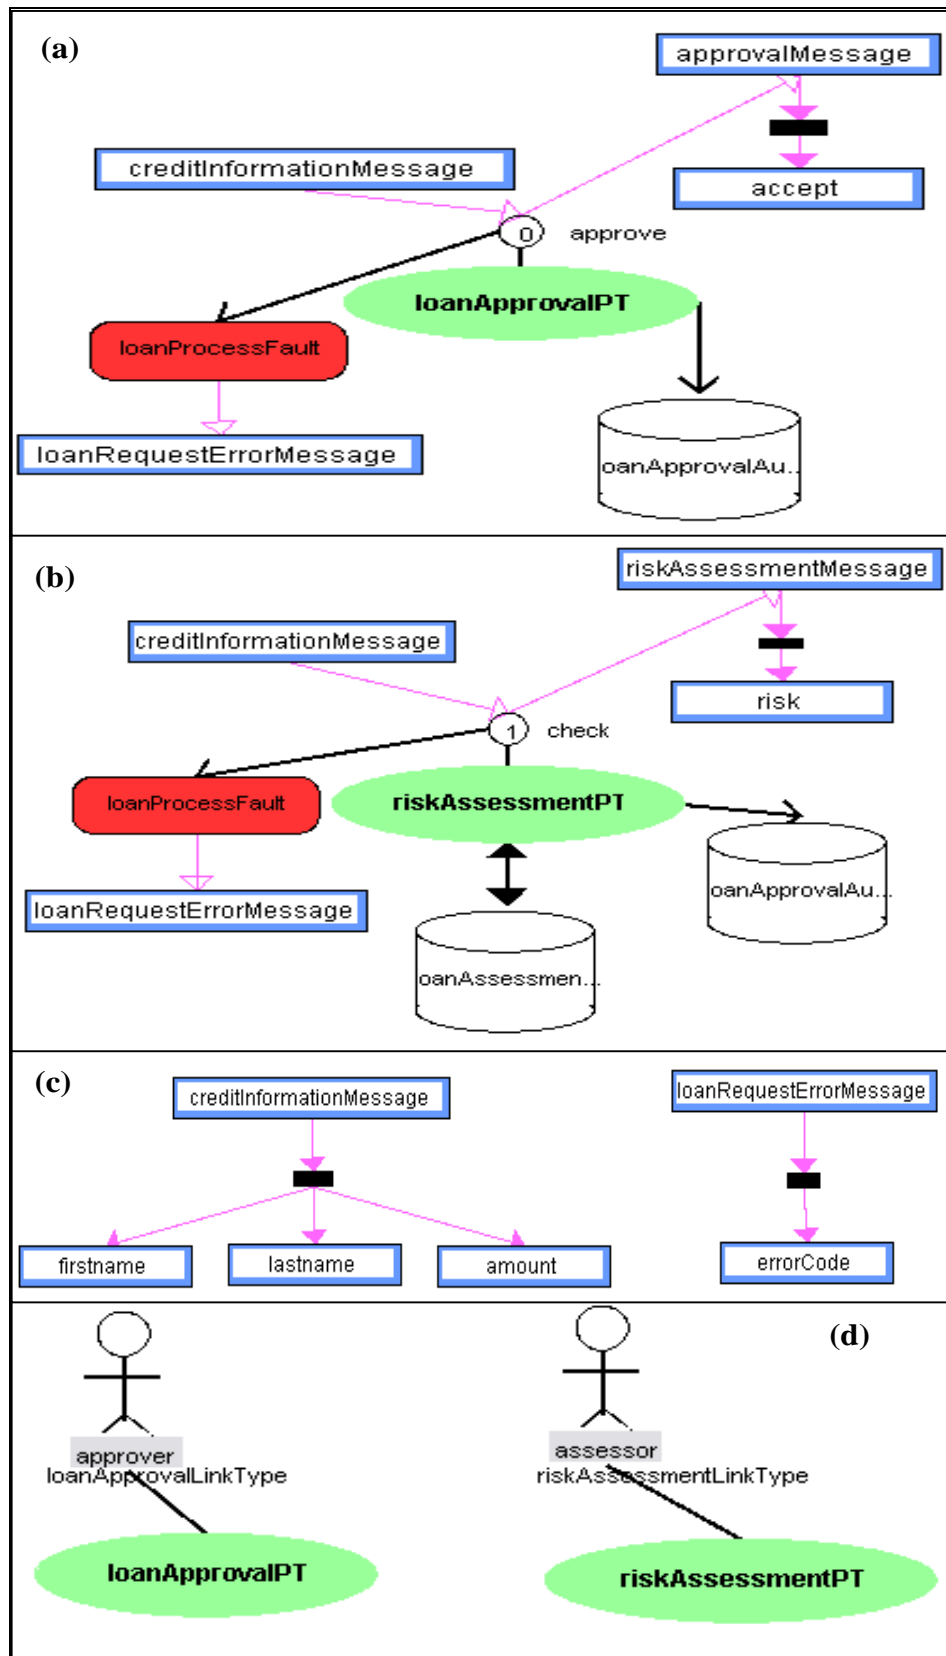 (a)
approvalMessage
creditInformationMessage
accept
0
approve
loanApprovalPT
loanProcessFault
loanRequestErrorMessage
oanApprovalAu...
(b)
riskAssessmentMessage
creditInformationMessage
risk
1
check
loanProcessFault
riskAssessmentPT
loanRequestErrorMessage
oanApprovalAu...
oanAssessmen...
(c)
creditInformationMessage
loanRequestErrorMessage
firstname
lastname
amount
errorCode
(d)
approver
loanApprovalLinkType
assessor
riskAssessmentLinkType
loanApprovalPT
riskAssessmentPT